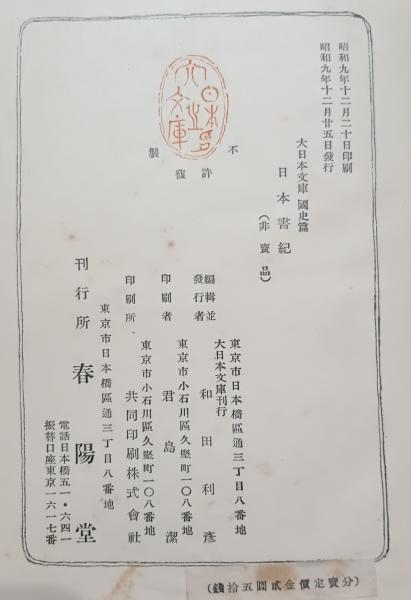 昭和九年十二月二十日印刷
昭和九年十二月廿五日發行
大日本文庫 國史篇
日本書紀
(非賣品)
不許復製
大日本文庫之印
東京市日本橋區通三丁目八番地
大日本文庫刊行
編輯並發行者 和田利彥
東京市小石川區久堅町一〇八番地
印刷者 君島潔
東京市小石川區久堅町一〇八番地
印刷所 共同印刷株式會社
東京市日本橋區通三丁目八番地
刊行所 春陽堂
電話日本橋五一・六四一
振替口座東京一六一七番
(分賣定價金貳圓五拾錢)